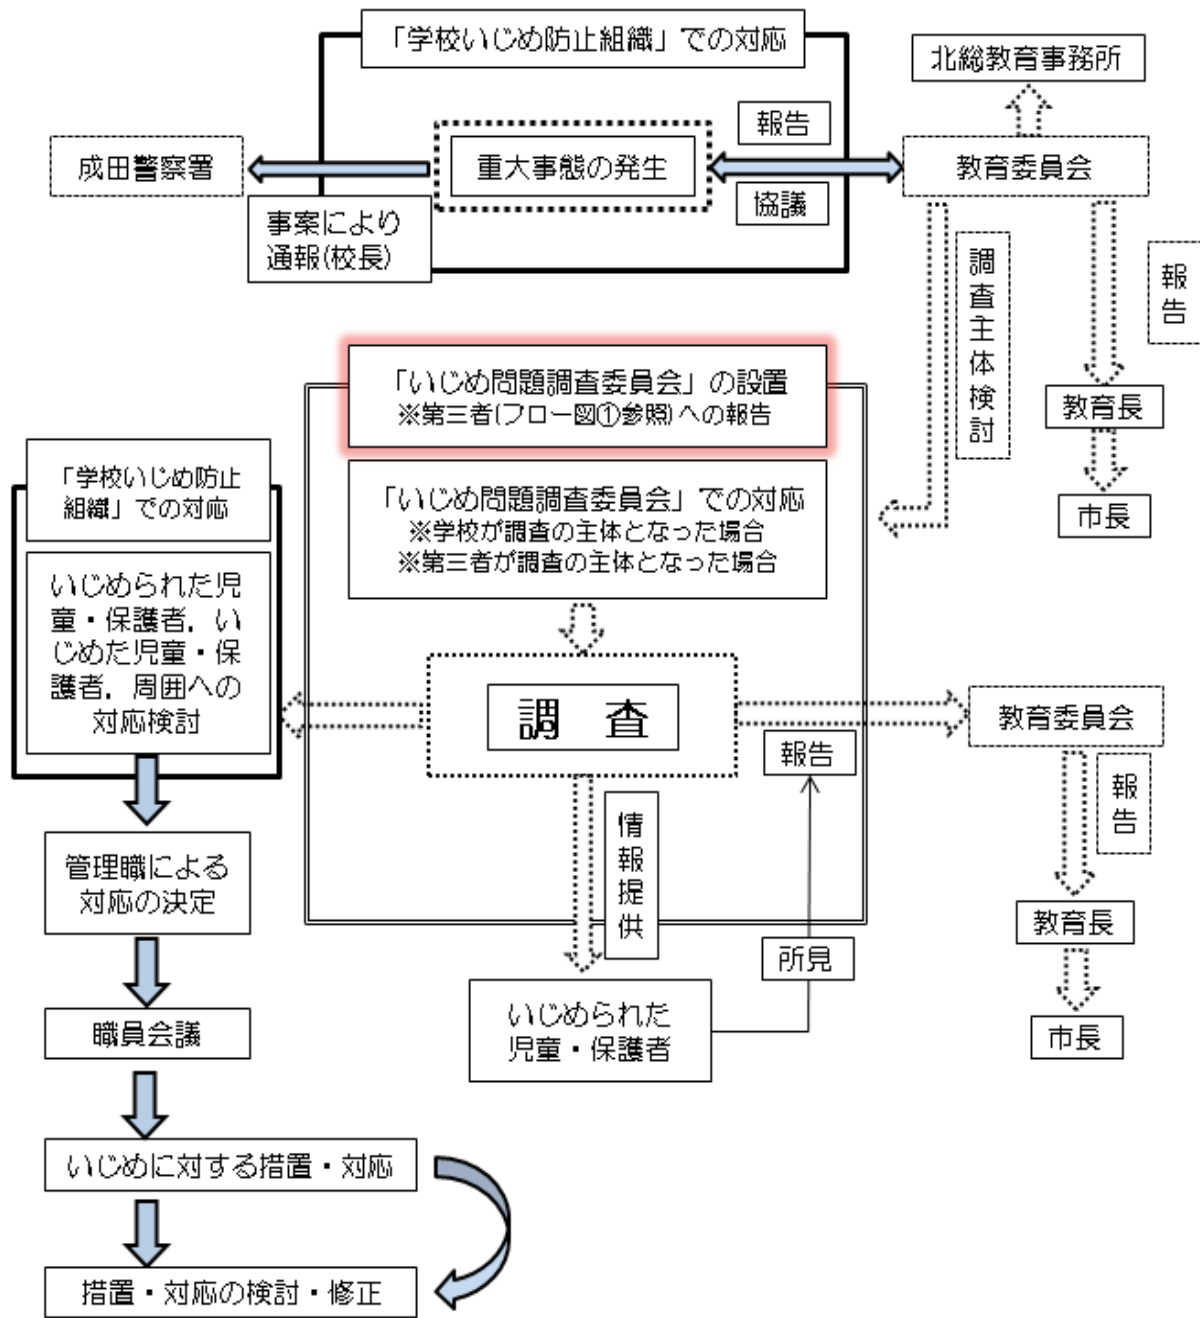 「学校いじめ防止組織」での対応
北総教育事務所
報告
成田警察署
重大事態の発生
教育委員会
協議
事案により
通報(校長)
調査主体検討
報告
「いじめ問題調査委員会」の設置
※第三者(フロー図①参照)への報告
教育長
市長
「学校いじめ防止
組織」での対応
「いじめ問題調査委員会」での対応
※学校が調査の主体となった場合
※第三者が調査の主体となった場合
いじめられた児
童・保護者，い
じめた児童・保
護者，周囲への
対応検討
調 査
教育委員会
報告
報告
情報提供
管理職による
対応の決定
教育長
所見
いじめられた
児童・保護者
職員会議
市長
いじめに対する措置・対応
措置・対応の検討・修正